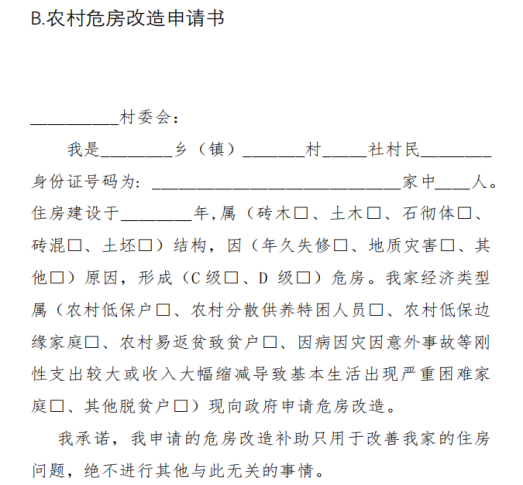 B.农村危房改造申请书
__________村委会：
我是________乡（镇）_______村_____社村民________
身份证号码为：____________________________家中____人。
住房建设于________年,属（砖木□、土木□、石彻体□、
砖混□、土坯□）结构，因（年久失修□、地质灾害□、其
他□）原因，形成（C级□、D 级□）危房。我家经济类型
属（农村低保户□、农村分散供养特困人员□、农村低保边
缘家庭□、农村易返贫致贫户□、因病因灾因意外事故等刚
性支出较大或收入大幅缩减导致基本生活出现严重困难家
庭□、其他脱贫户□）现向政府申请危房改造。
我承诺，我申请的危房改造补助只用于改善我家的住房
问题，绝不进行其他与此无关的事情。